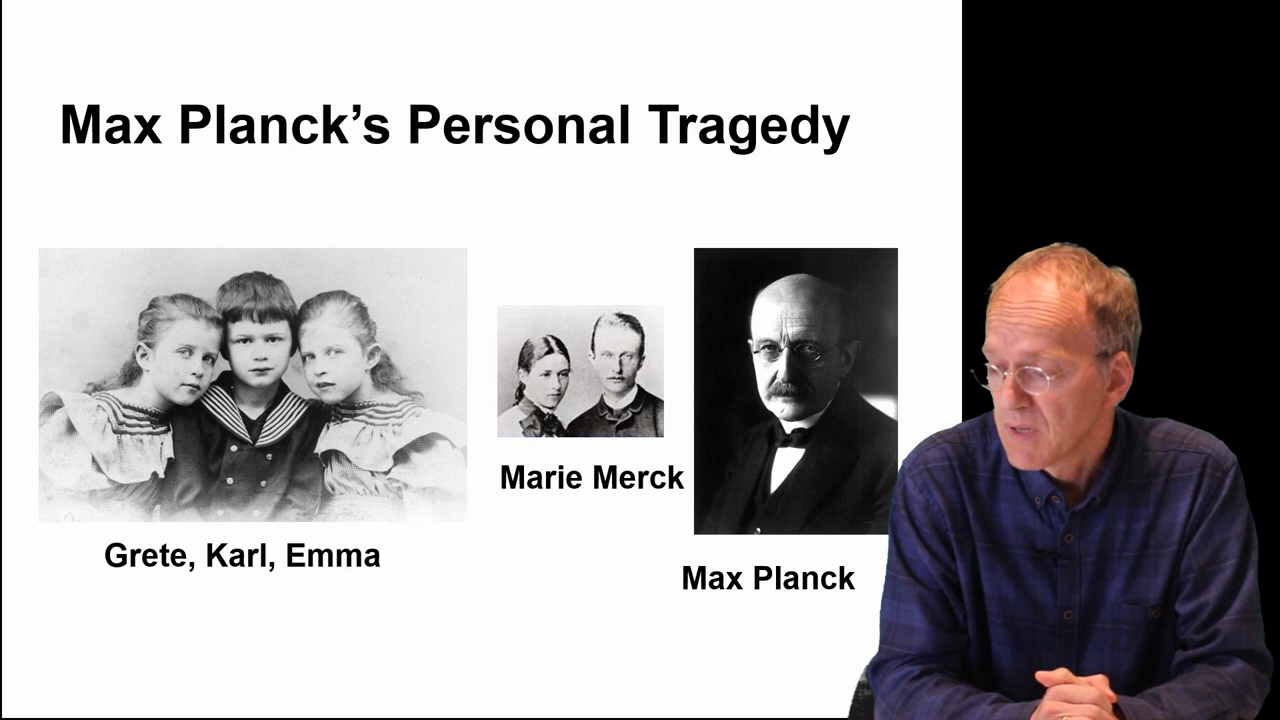 Max Planck’s Personal Tragedy
Marie Merck
Grete, Karl, Emma
Max Planck